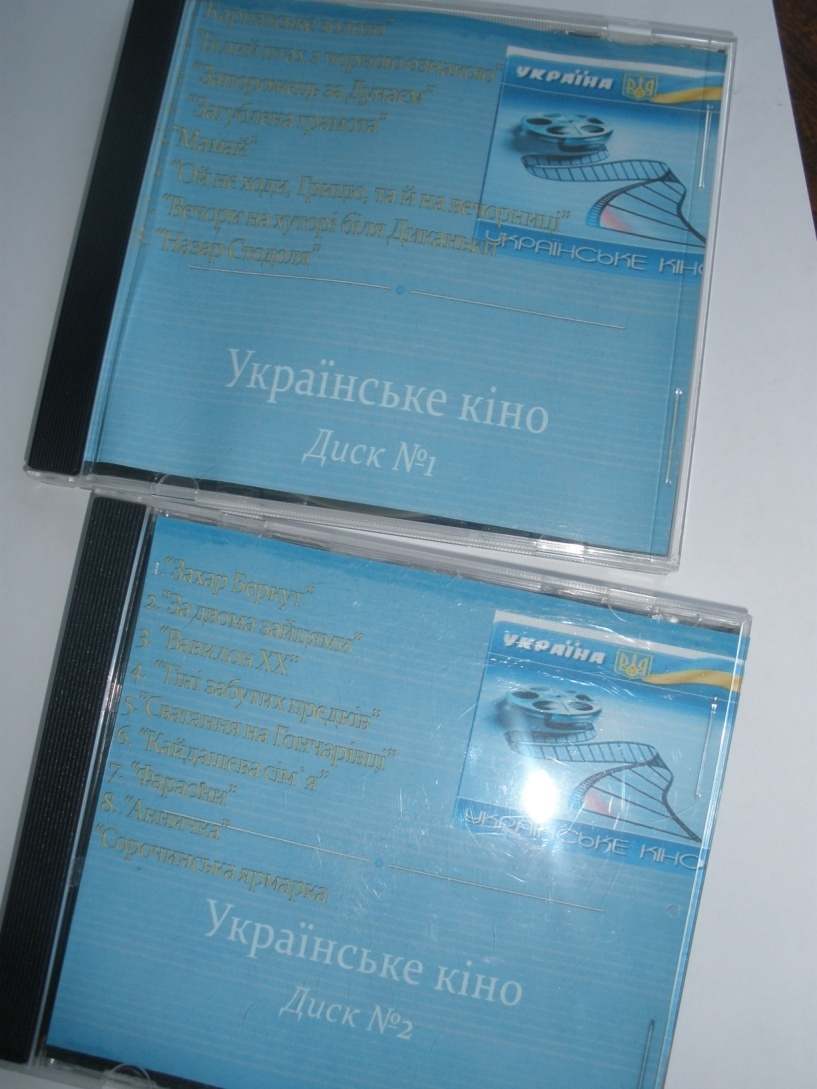 "Карпатське золото"
"Білий птах з чорною ознакою"
"Запорожець за Дунаєм"
"Загублена грамота"
"Мамай"
"Ой не ходи, Грицю, та й на вечорниці"
"Вечори на хуторі біля Диканьки"
"Назар Стодоля"
УКРАЇНА
УКРАЇНСЬКЕ КІНО
Українське кіно
Диск №1
1. "Захар Беркут"
2. "За двома зайцями"
3. "Вавилон ХХ"
4. "Тіні забутих предків"
5. "Сватання на Гончарівці"
6. "Кайдашева сім`я"
7. "Фараони"
8. "Анничка"
"Сорочинська ярмарка
УКРАЇНА
УКРАЇНСЬКЕ КІНО
Українське кіно
Диск №2